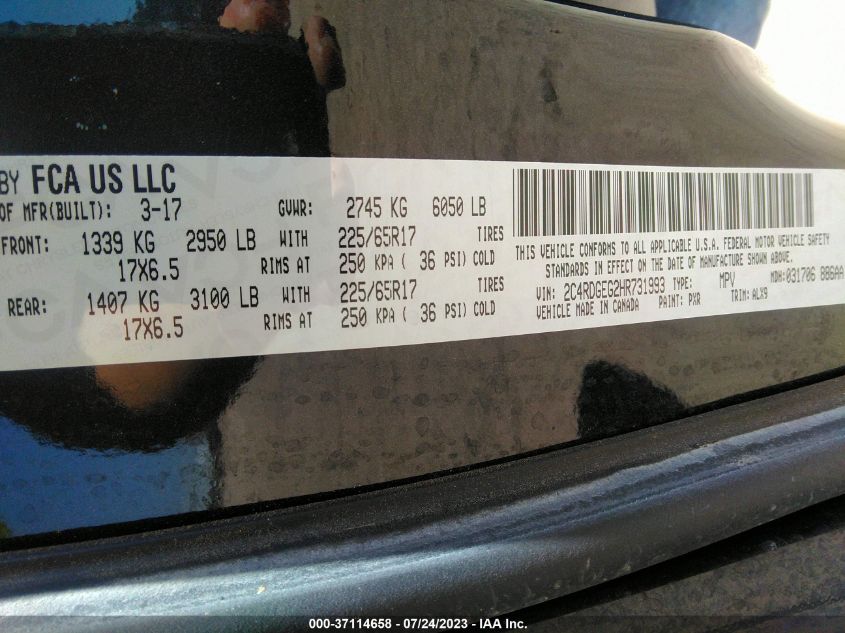 BY FCA US LLC
OF MFR(BUILT): 3-17 GVWR: 2745 KG 6050 LB
FRONT: 1339 KG 2950 LB WITH 225/65R17 TIRES
17X6.5 RIMS AT 250 KPA ( 36 PSI) COLD
REAR: 1407 KG 3100 LB WITH 225/65R17 TIRES
17X6.5 RIMS AT 250 KPA ( 36 PSI) COLD
THIS VEHICLE CONFORMS TO ALL APPLICABLE U.S.A. FEDERAL MOTOR VEHICLE SAFETY
STANDARDS IN EFFECT ON THE DATE OF MANUFACTURE SHOWN ABOVE.
VIN: 2C4RDGEG2HR731993 TYPE: MPV MDH: 031706 BB6AA
VEHICLE MADE IN CANADA PAINT: PXR TRIM: ALX9
000-37114658 - 07/24/2023 - IAA Inc.